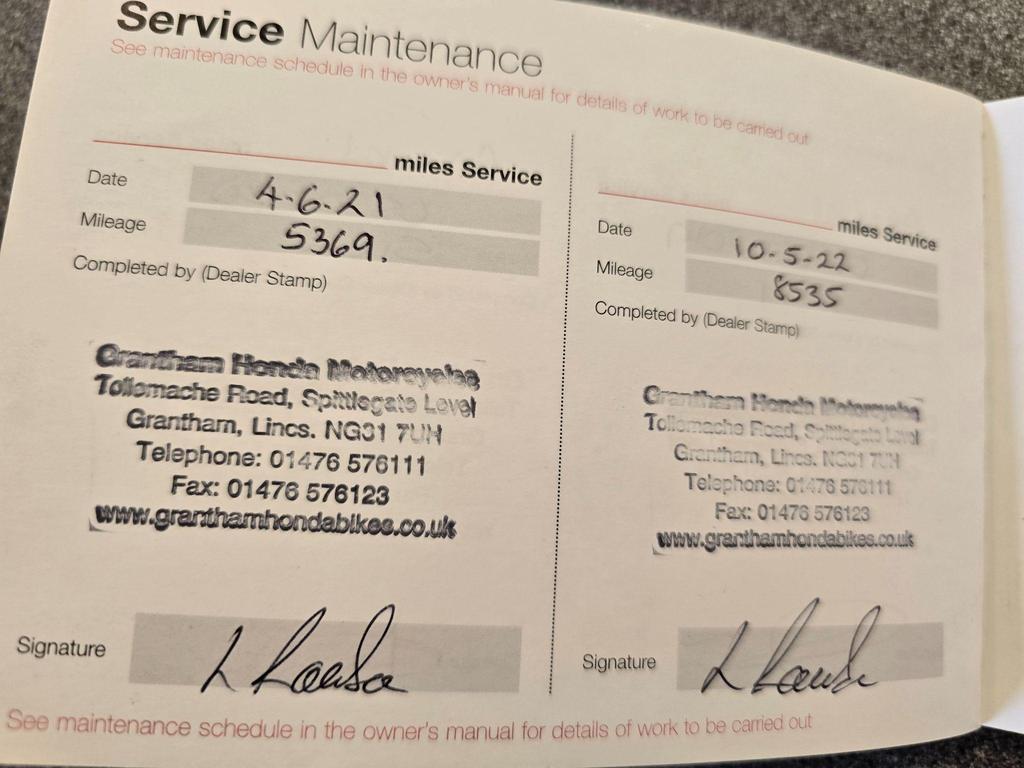 Service Maintenance
See maintenance schedule in the owner's manual for details of work to be carried out
miles Service
Date 4-6-21
Mileage 5369.
Completed by (Dealer Stamp)
Grantham Honda Motorcycles
Tollemache Road, Spittlegate Level
Grantham, Lincs. NG31 7UH
Telephone: 01476 576111
Fax: 01476 576123
www.granthamhondabikes.co.uk
Signature
miles Service
Date 10-5-22
Mileage 8535
Completed by (Dealer Stamp)
Grantham Honda Motorcycles
Tollemache Road, Spittlegate Level
Grantham, Lincs. NG31 7UH
Telephone: 01476 576111
Fax: 01476 576123
www.granthamhondabikes.co.uk
Signature
See maintenance schedule in the owner's manual for details of work to be carried out